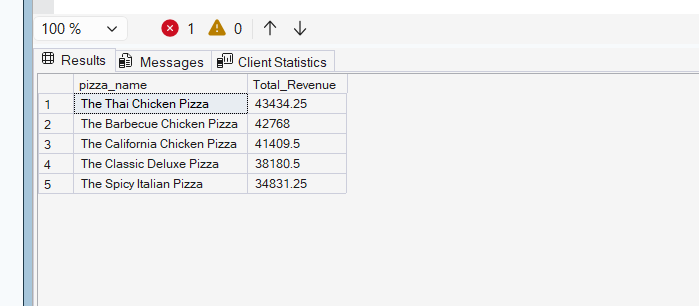 100 % 1 0
Results Messages Client Statistics
pizza_name Total_Revenue
1 The Thai Chicken Pizza 43434.25
2 The Barbecue Chicken Pizza 42768
3 The California Chicken Pizza 41409.5
4 The Classic Deluxe Pizza 38180.5
5 The Spicy Italian Pizza 34831.25